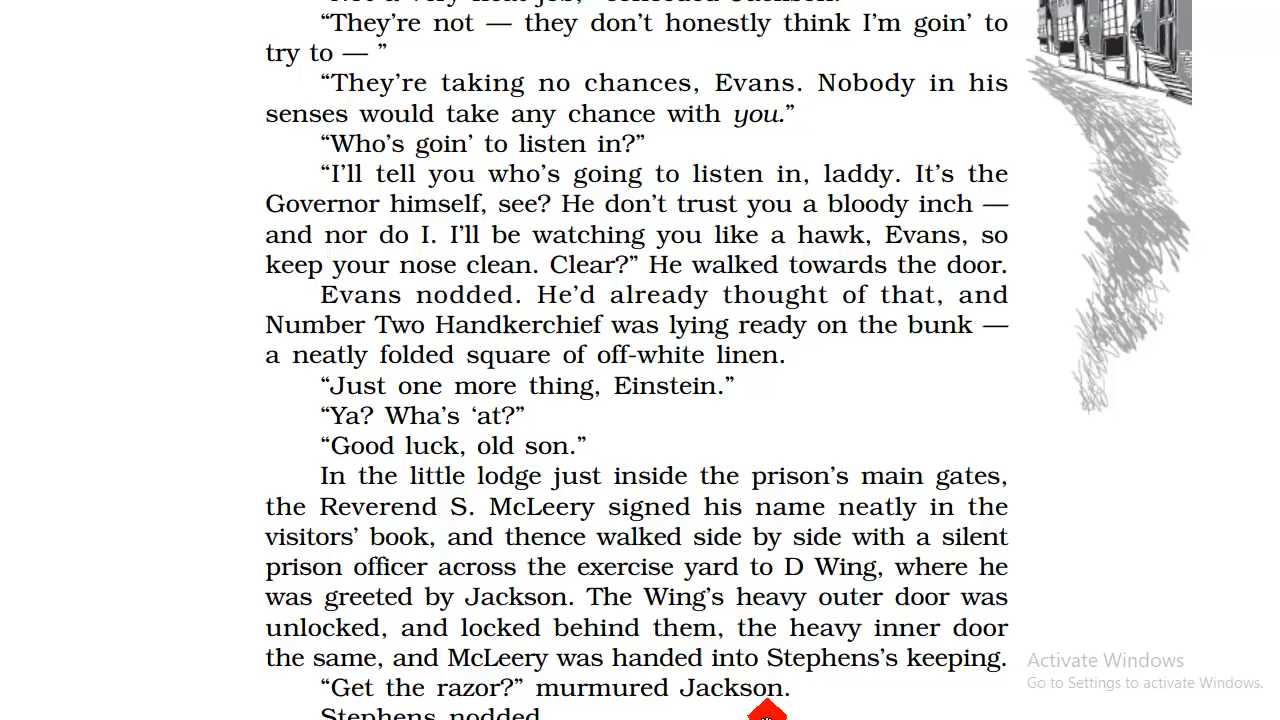 "Not a very neat job," conceded Jackson.
"They're not — they don't honestly think I'm goin' to
try to — "
"They're taking no chances, Evans. Nobody in his
senses would take any chance with you."
"Who's goin' to listen in?"
"I'll tell you who's going to listen in, laddy. It's the
Governor himself, see? He don't trust you a bloody inch —
and nor do I. I'll be watching you like a hawk, Evans, so
keep your nose clean. Clear?" He walked towards the door.
Evans nodded. He'd already thought of that, and
Number Two Handkerchief was lying ready on the bunk —
a neatly folded square of off-white linen.
"Just one more thing, Einstein."
"Ya? Wha's 'at?"
"Good luck, old son."
In the little lodge just inside the prison's main gates,
the Reverend S. McLeery signed his name neatly in the
visitors' book, and thence walked side by side with a silent
prison officer across the exercise yard to D Wing, where he
was greeted by Jackson. The Wing's heavy outer door was
unlocked, and locked behind them, the heavy inner door
the same, and McLeery was handed into Stephens's keeping.
"Get the razor?" murmured Jackson.
Stephens nodded.
Activate Windows
Go to Settings to activate Windows.